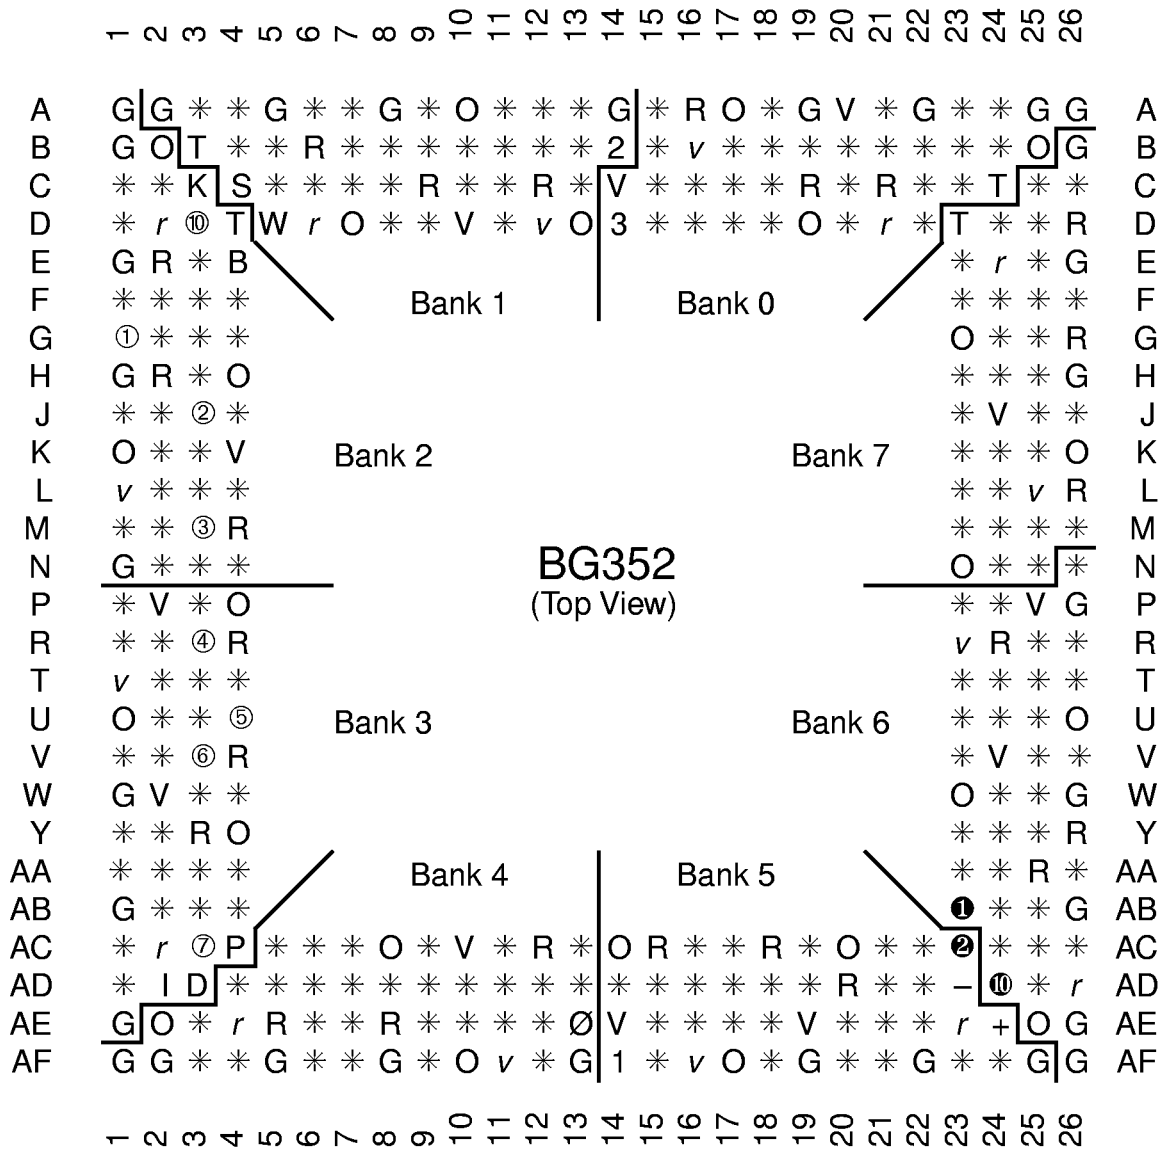 1 2 3 4 5 6 7 8 9 10 11 12 13 14 15 16 17 18 19 20 21 22 23 24 25 26
A G G ✳ ✳ G ✳ ✳ G ✳ O ✳ ✳ ✳ G ✳ R O ✳ G V ✳ G ✳ ✳ G G A
B G O T ✳ ✳ R ✳ ✳ ✳ ✳ ✳ ✳ ✳ 2 ✳ v ✳ ✳ ✳ ✳ ✳ ✳ ✳ ✳ O G B
C ✳ ✳ K S ✳ ✳ ✳ ✳ R ✳ ✳ R ✳ V ✳ ✳ ✳ ✳ R ✳ R ✳ ✳ T ✳ ✳ C
D ✳ r ⑩ T W r O ✳ ✳ V ✳ v O 3 ✳ ✳ ✳ ✳ O ✳ r ✳ T ✳ ✳ R D
E G R ✳ B ✳ r ✳ G E
F ✳ ✳ ✳ ✳ Bank 1 Bank 0 ✳ ✳ ✳ ✳ F
G ① ✳ ✳ ✳ O ✳ ✳ R G
H G R ✳ O ✳ ✳ ✳ G H
J ✳ ✳ ② ✳ ✳ V ✳ ✳ J
K O ✳ ✳ V Bank 2 Bank 7 ✳ ✳ ✳ O K
L v ✳ ✳ ✳ ✳ ✳ v R L
M ✳ ✳ ③ R ✳ ✳ ✳ ✳ M
N G ✳ ✳ ✳ BG352 O ✳ ✳ ✳ N
P ✳ V ✳ O (Top View) ✳ ✳ V G P
R ✳ ✳ ④ R v R ✳ ✳ R
T v ✳ ✳ ✳ ✳ ✳ ✳ ✳ T
U O ✳ ✳ ⑤ Bank 3 Bank 6 ✳ ✳ ✳ O U
V ✳ ✳ ⑥ R ✳ V ✳ ✳ V
W G V ✳ ✳ O ✳ ✳ G W
Y ✳ ✳ R O ✳ ✳ ✳ R Y
AA ✳ ✳ ✳ ✳ Bank 4 Bank 5 ✳ ✳ R ✳ AA
AB G ✳ ✳ ✳ ❶ ✳ ✳ G AB
AC ✳ r ⑦ P ✳ ✳ ✳ O ✳ V ✳ R ✳ O R ✳ ✳ R ✳ O ✳ ✳ ❷ ✳ ✳ ✳ AC
AD ✳ I D ✳ ✳ ✳ ✳ ✳ ✳ ✳ ✳ ✳ ✳ ✳ ✳ ✳ ✳ ✳ ✳ R ✳ ✳ – ❿ ✳ r AD
AE G O ✳ r R ✳ ✳ R ✳ ✳ ✳ ✳ Ø V ✳ ✳ ✳ ✳ V ✳ ✳ ✳ r + O G AE
AF G G ✳ ✳ G ✳ ✳ G ✳ O v ✳ G 1 ✳ v O ✳ G ✳ ✳ G ✳ ✳ G G AF
1 2 3 4 5 6 7 8 9 10 11 12 13 14 15 16 17 18 19 20 21 22 23 24 25 26